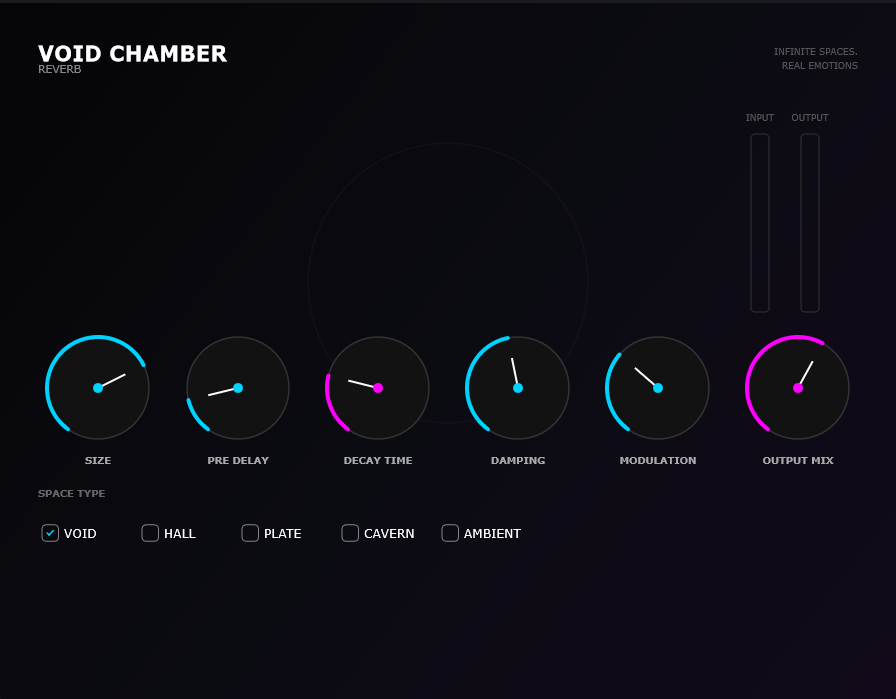 VOID CHAMBER
REVERB
INFINITE SPACES.
REAL EMOTIONS
INPUT OUTPUT
SIZE PRE DELAY DECAY TIME DAMPING MODULATION OUTPUT MIX
SPACE TYPE
VOID HALL PLATE CAVERN AMBIENT